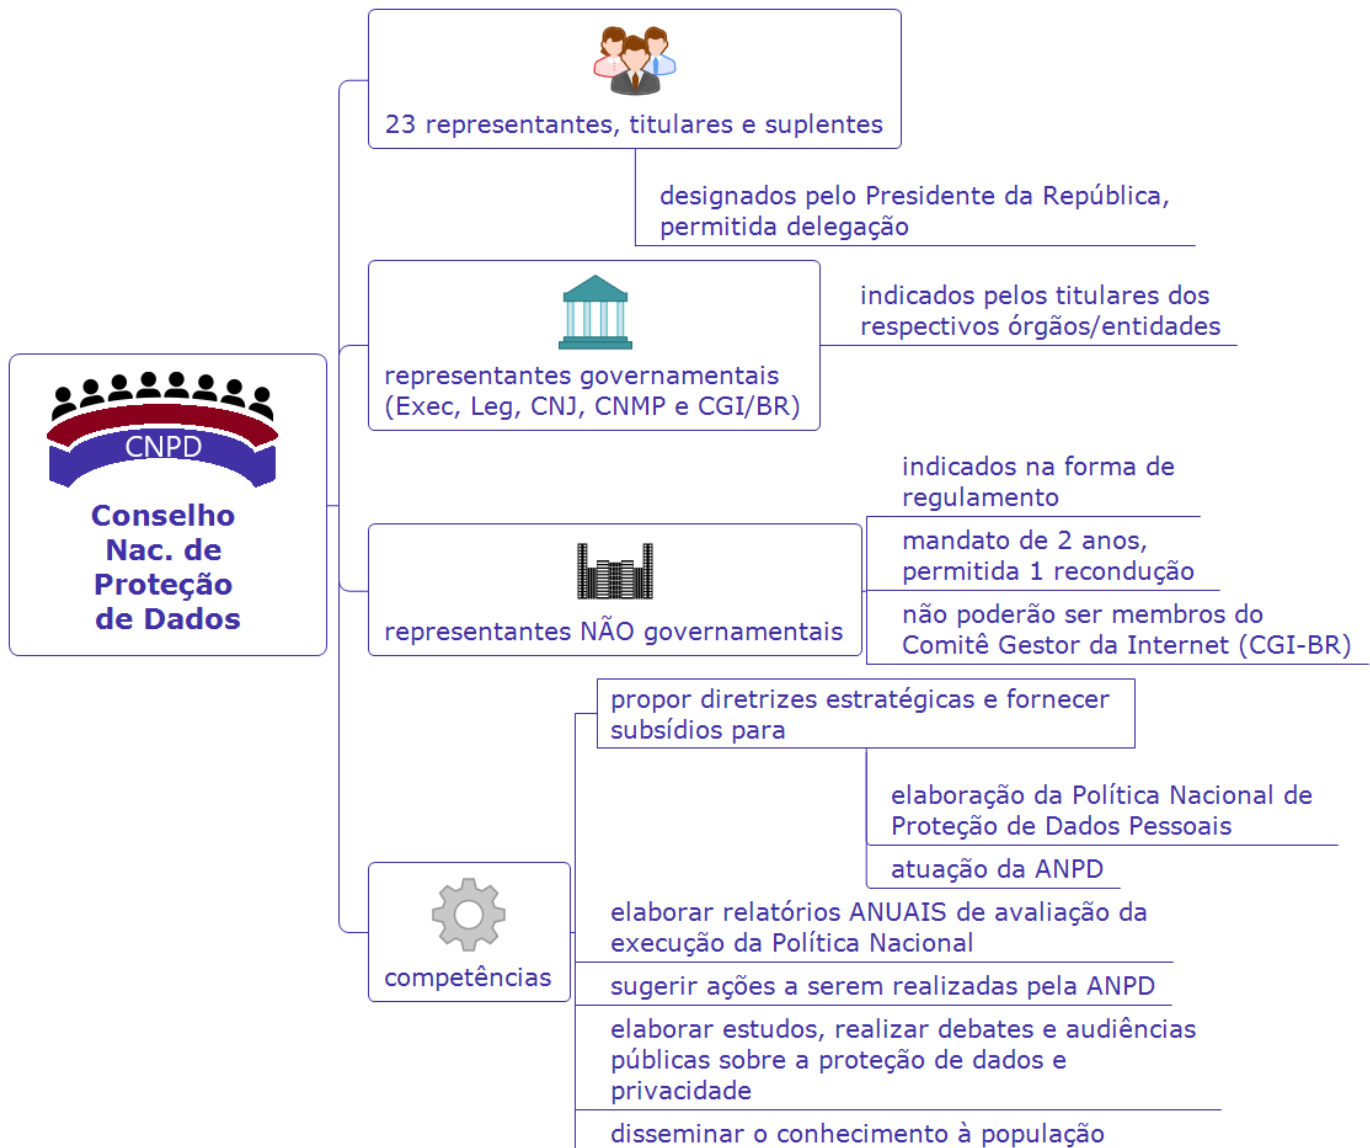 23 representantes, titulares e suplentes
designados pelo Presidente da República,
permitida delegação
representantes governamentais
(Exec, Leg, CNJ, CNMP e CGI/BR)
indicados pelos titulares dos
respectivos órgãos/entidades
CNPD
Conselho
Nac. de
Proteção
de Dados
representantes NÃO governamentais
indicados na forma de
regulamento
mandato de 2 anos,
permitida 1 recondução
não poderão ser membros do
Comitê Gestor da Internet (CGI-BR)
competências
propor diretrizes estratégicas e fornecer
subsídios para
elaboração da Política Nacional de
Proteção de Dados Pessoais
atuação da ANPD
elaborar relatórios ANUAIS de avaliação da
execução da Política Nacional
sugerir ações a serem realizadas pela ANPD
elaborar estudos, realizar debates e audiências
públicas sobre a proteção de dados e
privacidade
disseminar o conhecimento à população